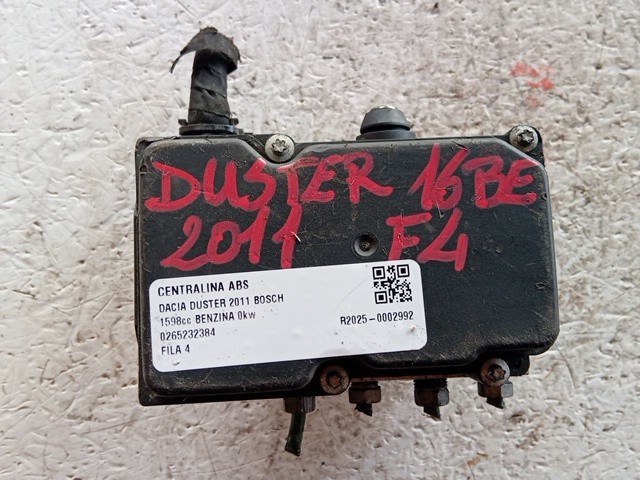 DUSTER 16BE
2011 F4
CENTRALINA ABS
DACIA DUSTER 2011 BOSCH
1598cc BENZINA 0kw
0265232384
FILA 4
R2025-0002992